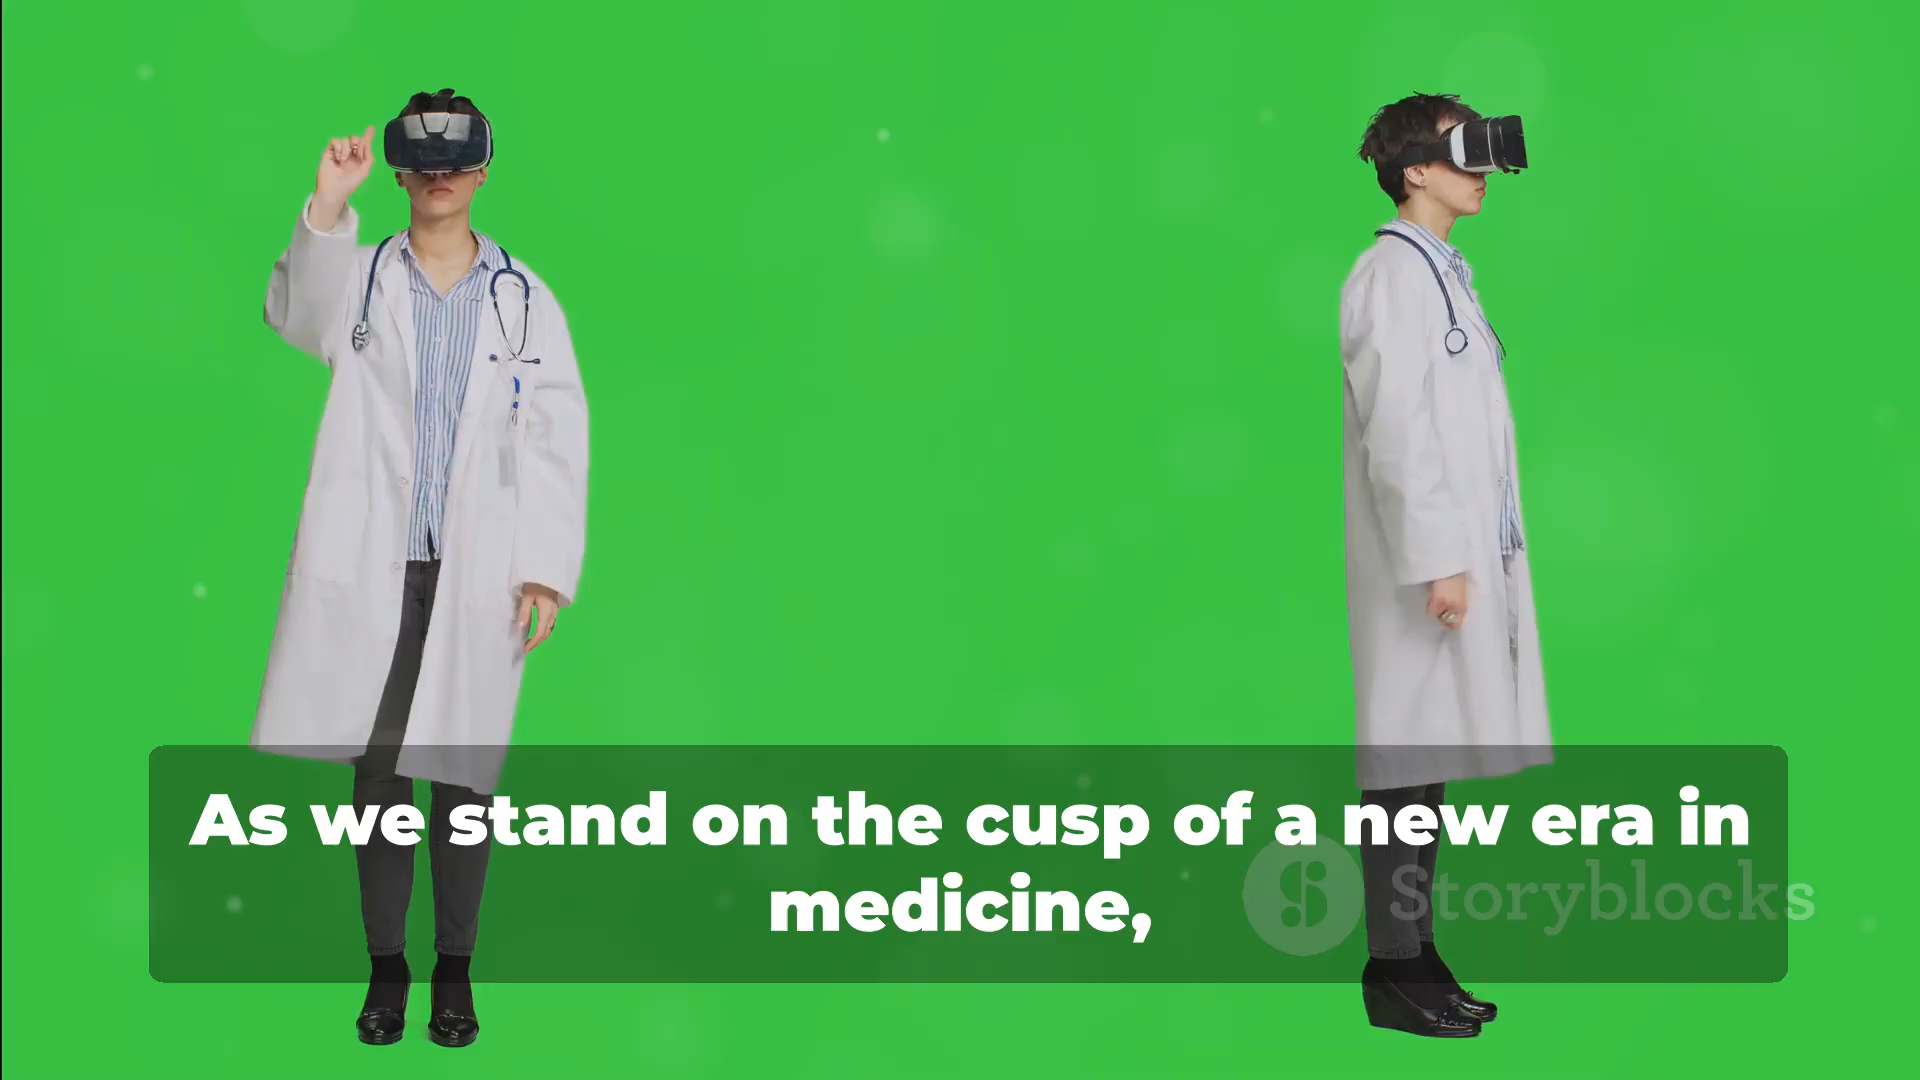 As we stand on the cusp of a new era in
medicine,
Storyblocks